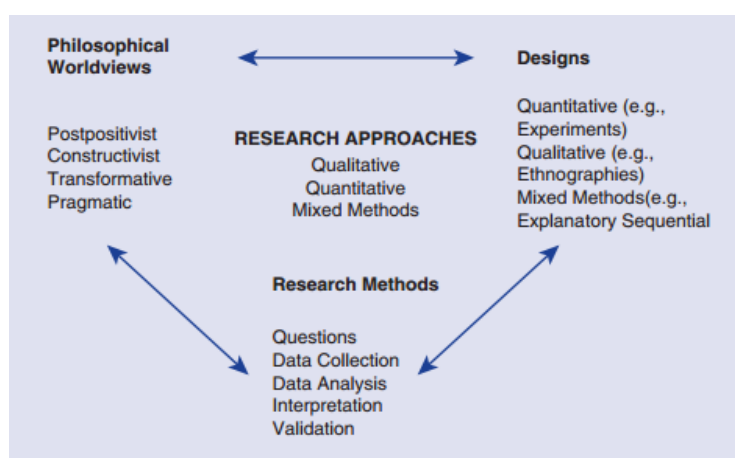 Philosophical
Worldviews
Designs
Postpositivist
Constructivist
Transformative
Pragmatic
RESEARCH APPROACHES
Qualitative
Quantitative
Mixed Methods
Quantitative (e.g.,
Experiments)
Qualitative (e.g.,
Ethnographies)
Mixed Methods(e.g.,
Explanatory Sequential
Research Methods
Questions
Data Collection
Data Analysis
Interpretation
Validation